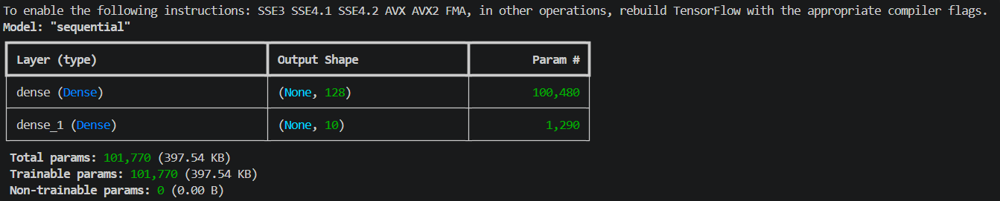 To enable the following instructions: SSE3 SSE4.1 SSE4.2 AVX AVX2 FMA, in other operations, rebuild TensorFlow with the appropriate compiler flags.
Model: "sequential"
Layer (type) Output Shape Param #
dense (Dense) (None, 128) 100,480
dense_1 (Dense) (None, 10) 1,290
Total params: 101,770 (397.54 KB)
Trainable params: 101,770 (397.54 KB)
Non-trainable params: 0 (0.00 B)